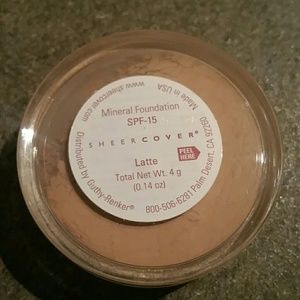 Mineral Foundation
SPF-15
SHEERCOVER®
Latte
PEEL HERE
Total Net Wt. 4 g
(0.14 oz)
www.sheercover.com
Made in USA
Distributed by Guthy-Renker®
800-506-6281 Palm Desert, CA 92260